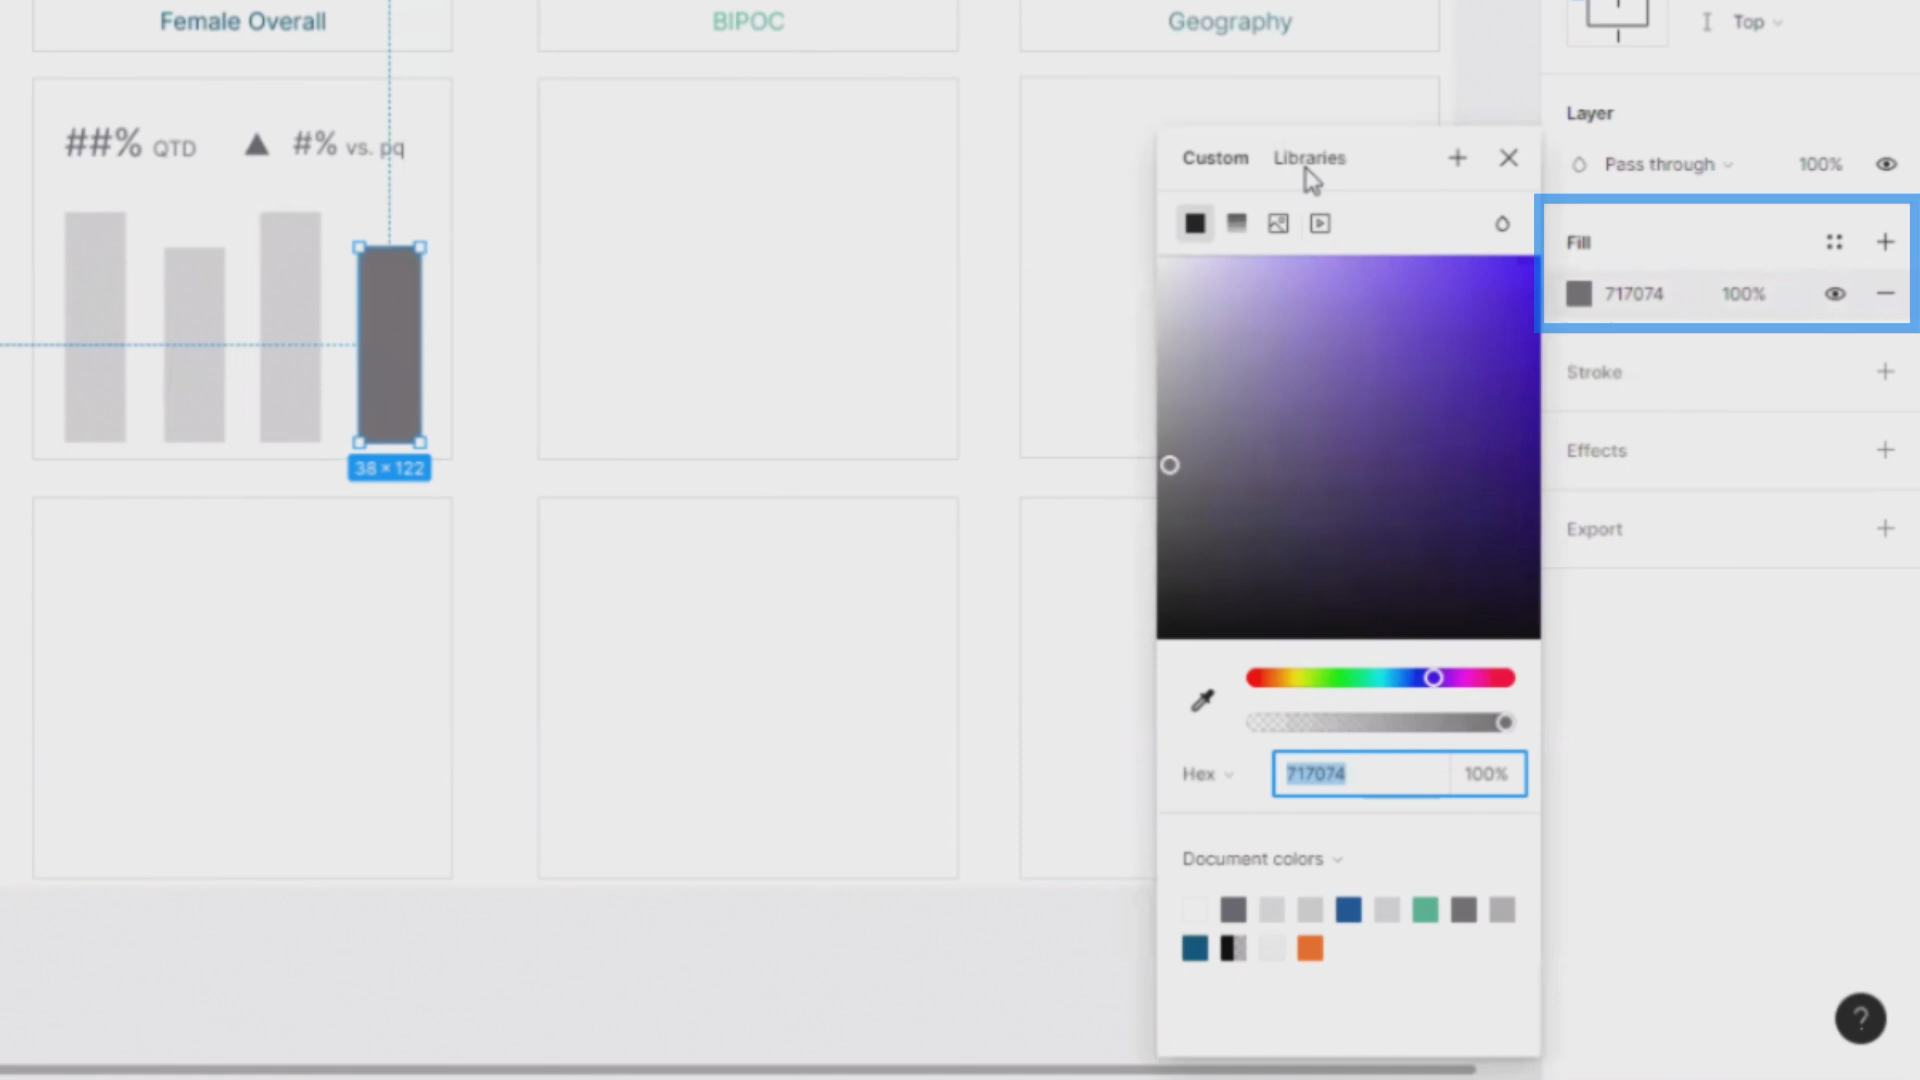 Female Overall
BIPOC
Geography
Top
Layer
Pass through
100%
##% QTD
#% vs. pq
Custom
Libraries
Fill
717074
100%
Stroke
38 × 122
Effects
Export
Hex
717074
100%
Document colors
?